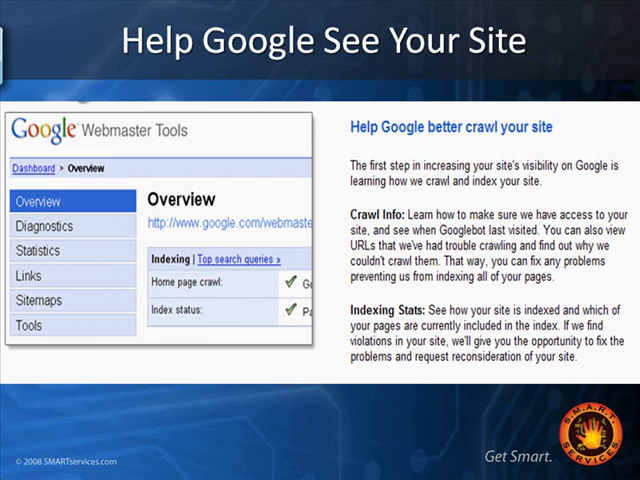 Help Google See Your Site
Google Webmaster Tools
Dashboard > Overview
Overview
Diagnostics
Statistics
Links
Sitemaps
Tools
Overview
http://www.google.com/webmaste
Indexing | Top search queries »
Home page crawl:
Index status:
Help Google better crawl your site
The first step in increasing your site's visibility on Google is
learning how we crawl and index your site.
Crawl Info: Learn how to make sure we have access to your
site, and see when Googlebot last visited. You can also view
URLs that we've had trouble crawling and find out why we
couldn't crawl them. That way, you can fix any problems
preventing us from indexing all of your pages.
Indexing Stats: See how your site is indexed and which of
your pages are currently included in the index. If we find
violations in your site, we'll give you the opportunity to fix the
problems and request reconsideration of your site.
© 2008 SMARTservices.com
Get Smart.
S.M.A.R.T.
SERVICES